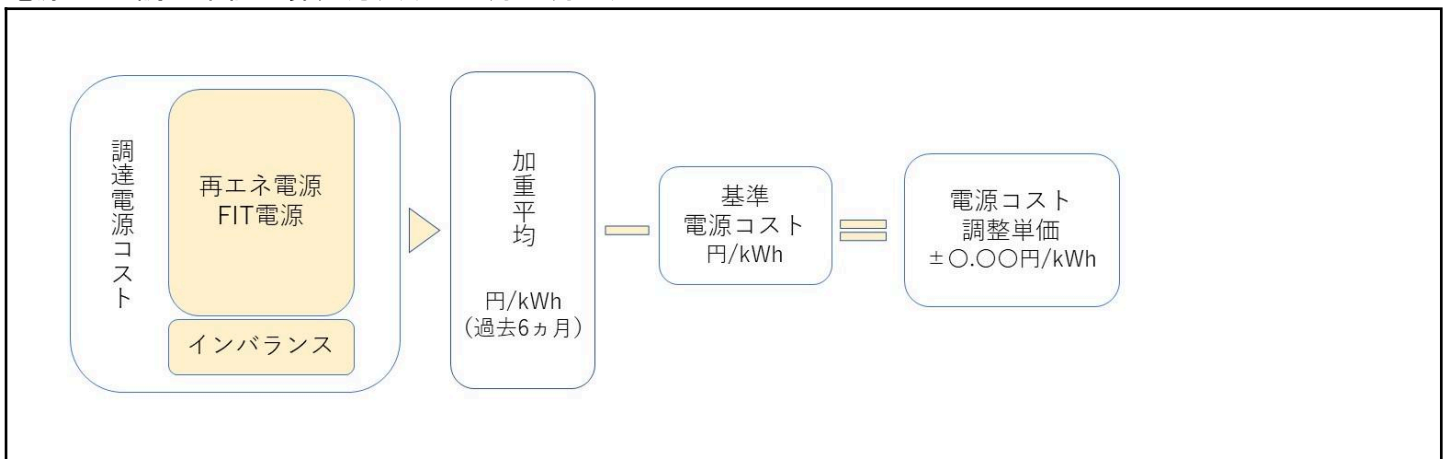 調達電源コスト
再エネ電源
FIT電源
インバランス
加重平均
円/kWh
(過去6ヵ月)
基準
電源コスト
円/kWh
電源コスト
調整単価
±〇.〇〇円/kWh